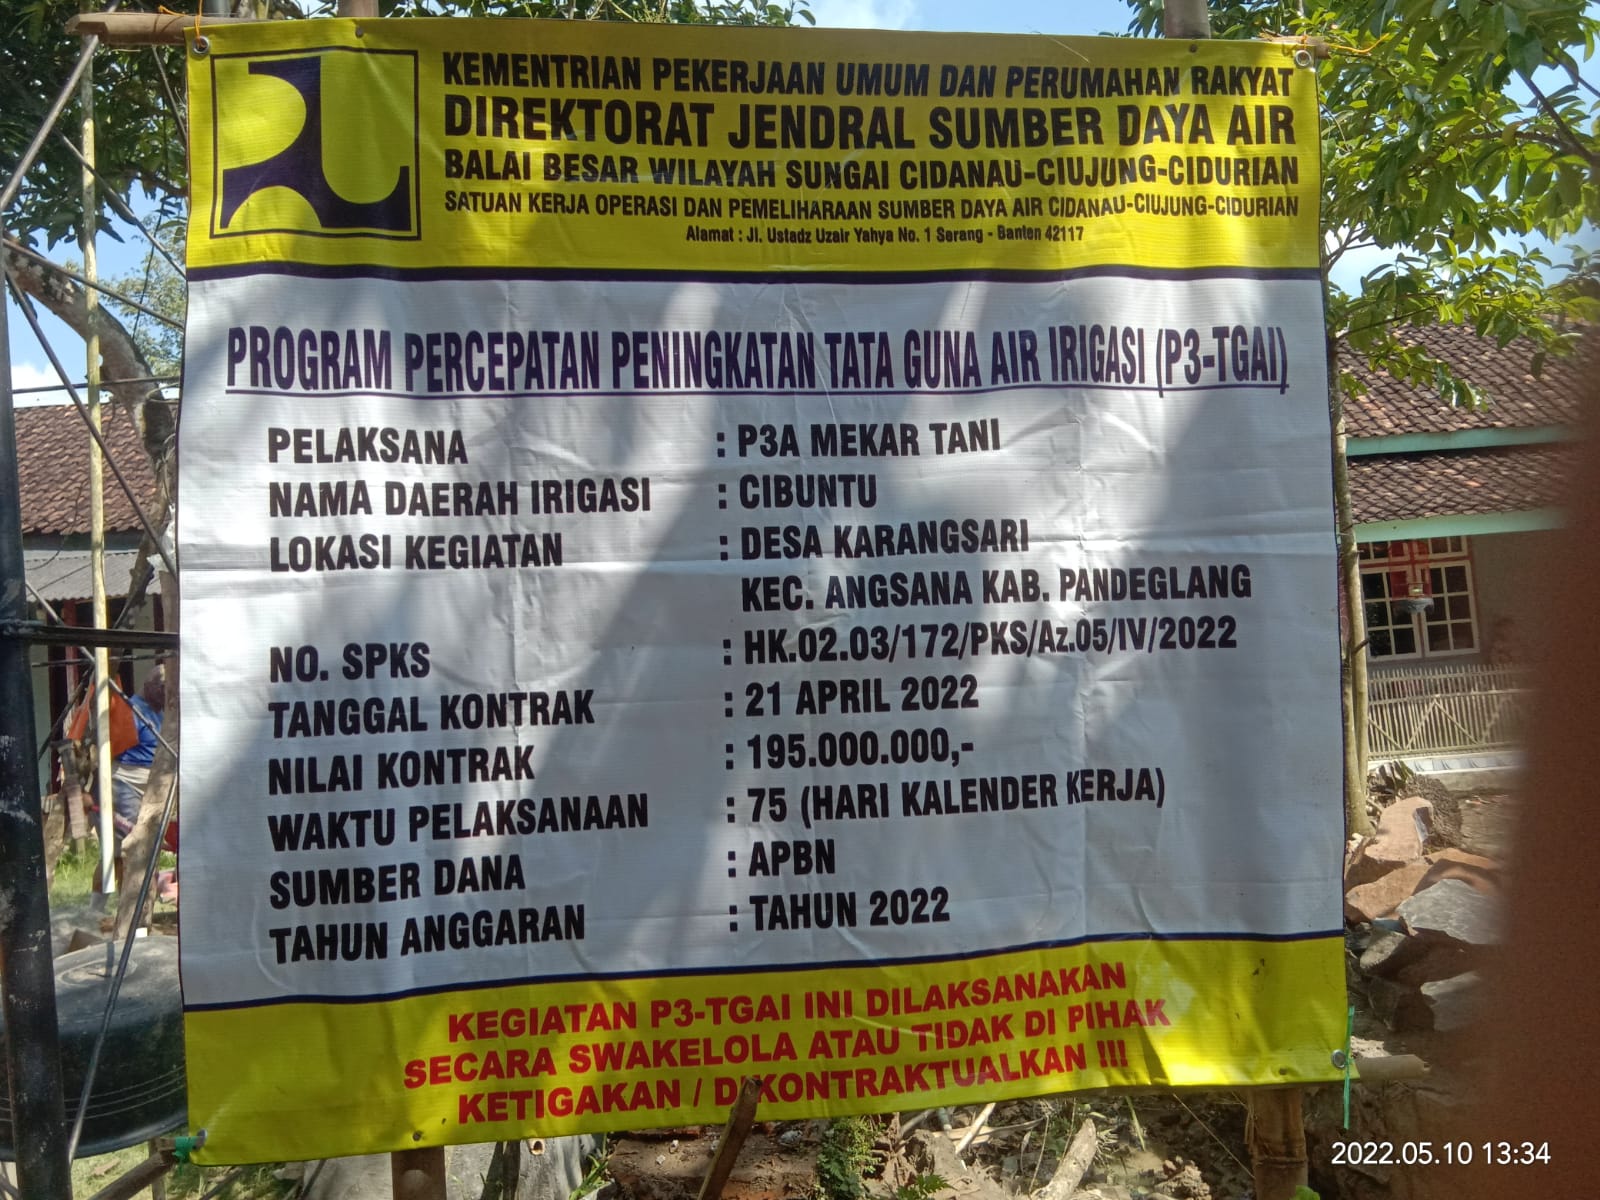 KEMENTRIAN PEKERJAAN UMUM DAN PERUMAHAN RAKYAT
DIREKTORAT JENDRAL SUMBER DAYA AIR
BALAI BESAR WILAYAH SUNGAI CIDANAU-CIUJUNG-CIDURIAN
SATUAN KERJA OPERASI DAN PEMELIHARAAN SUMBER DAYA AIR CIDANAU-CIUJUNG-CIDURIAN
Alamat : Jl. Ustadz Uzair Yahya No. 1 Serang - Banten 42117
PROGRAM PERCEPATAN PENINGKATAN TATA GUNA AIR IRIGASI (P3-TGAI)
PELAKSANA : P3A MEKAR TANI
NAMA DAERAH IRIGASI : CIBUNTU
LOKASI KEGIATAN : DESA KARANGSARI
KEC. ANGSANA KAB. PANDEGLANG
NO. SPKS : HK.02.03/172/PKS/Az.05/IV/2022
TANGGAL KONTRAK : 21 APRIL 2022
NILAI KONTRAK : 195.000.000,-
WAKTU PELAKSANAAN : 75 (HARI KALENDER KERJA)
SUMBER DANA : APBN
TAHUN ANGGARAN : TAHUN 2022
KEGIATAN P3-TGAI INI DILAKSANAKAN
SECARA SWAKELOLA ATAU TIDAK DI PIHAK
KETIGAKAN / DIKONTRAKTUALKAN !!!
2022.05.10 13:34